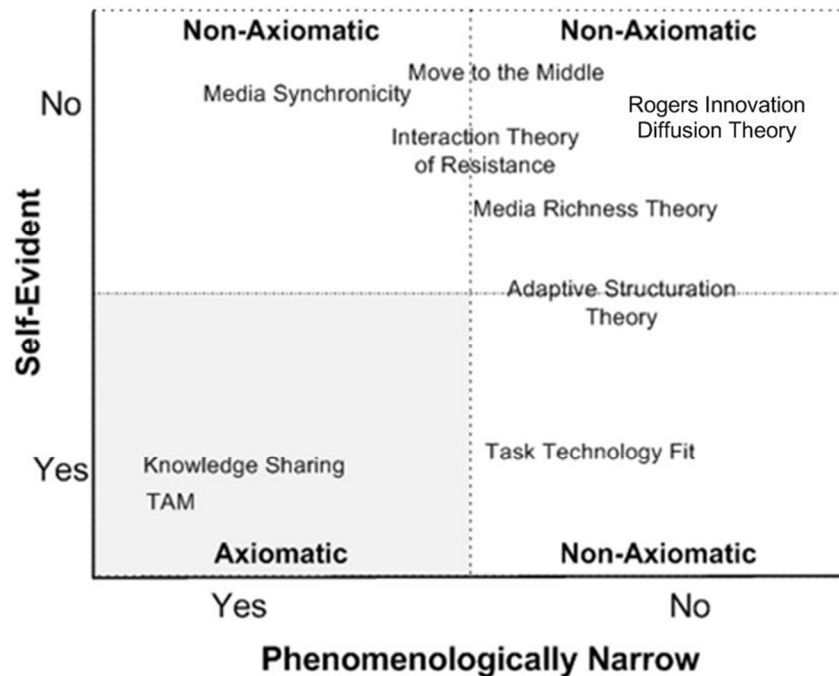 Non-Axiomatic
Non-Axiomatic
Move to the Middle
Media Synchronicity
No
Rogers Innovation
Diffusion Theory
Interaction Theory
of Resistance
Media Richness Theory
Self-Evident
Adaptive Structuration
Theory
Yes
Knowledge Sharing
Task Technology Fit
TAM
Axiomatic
Non-Axiomatic
Yes
No
Phenomenologically Narrow